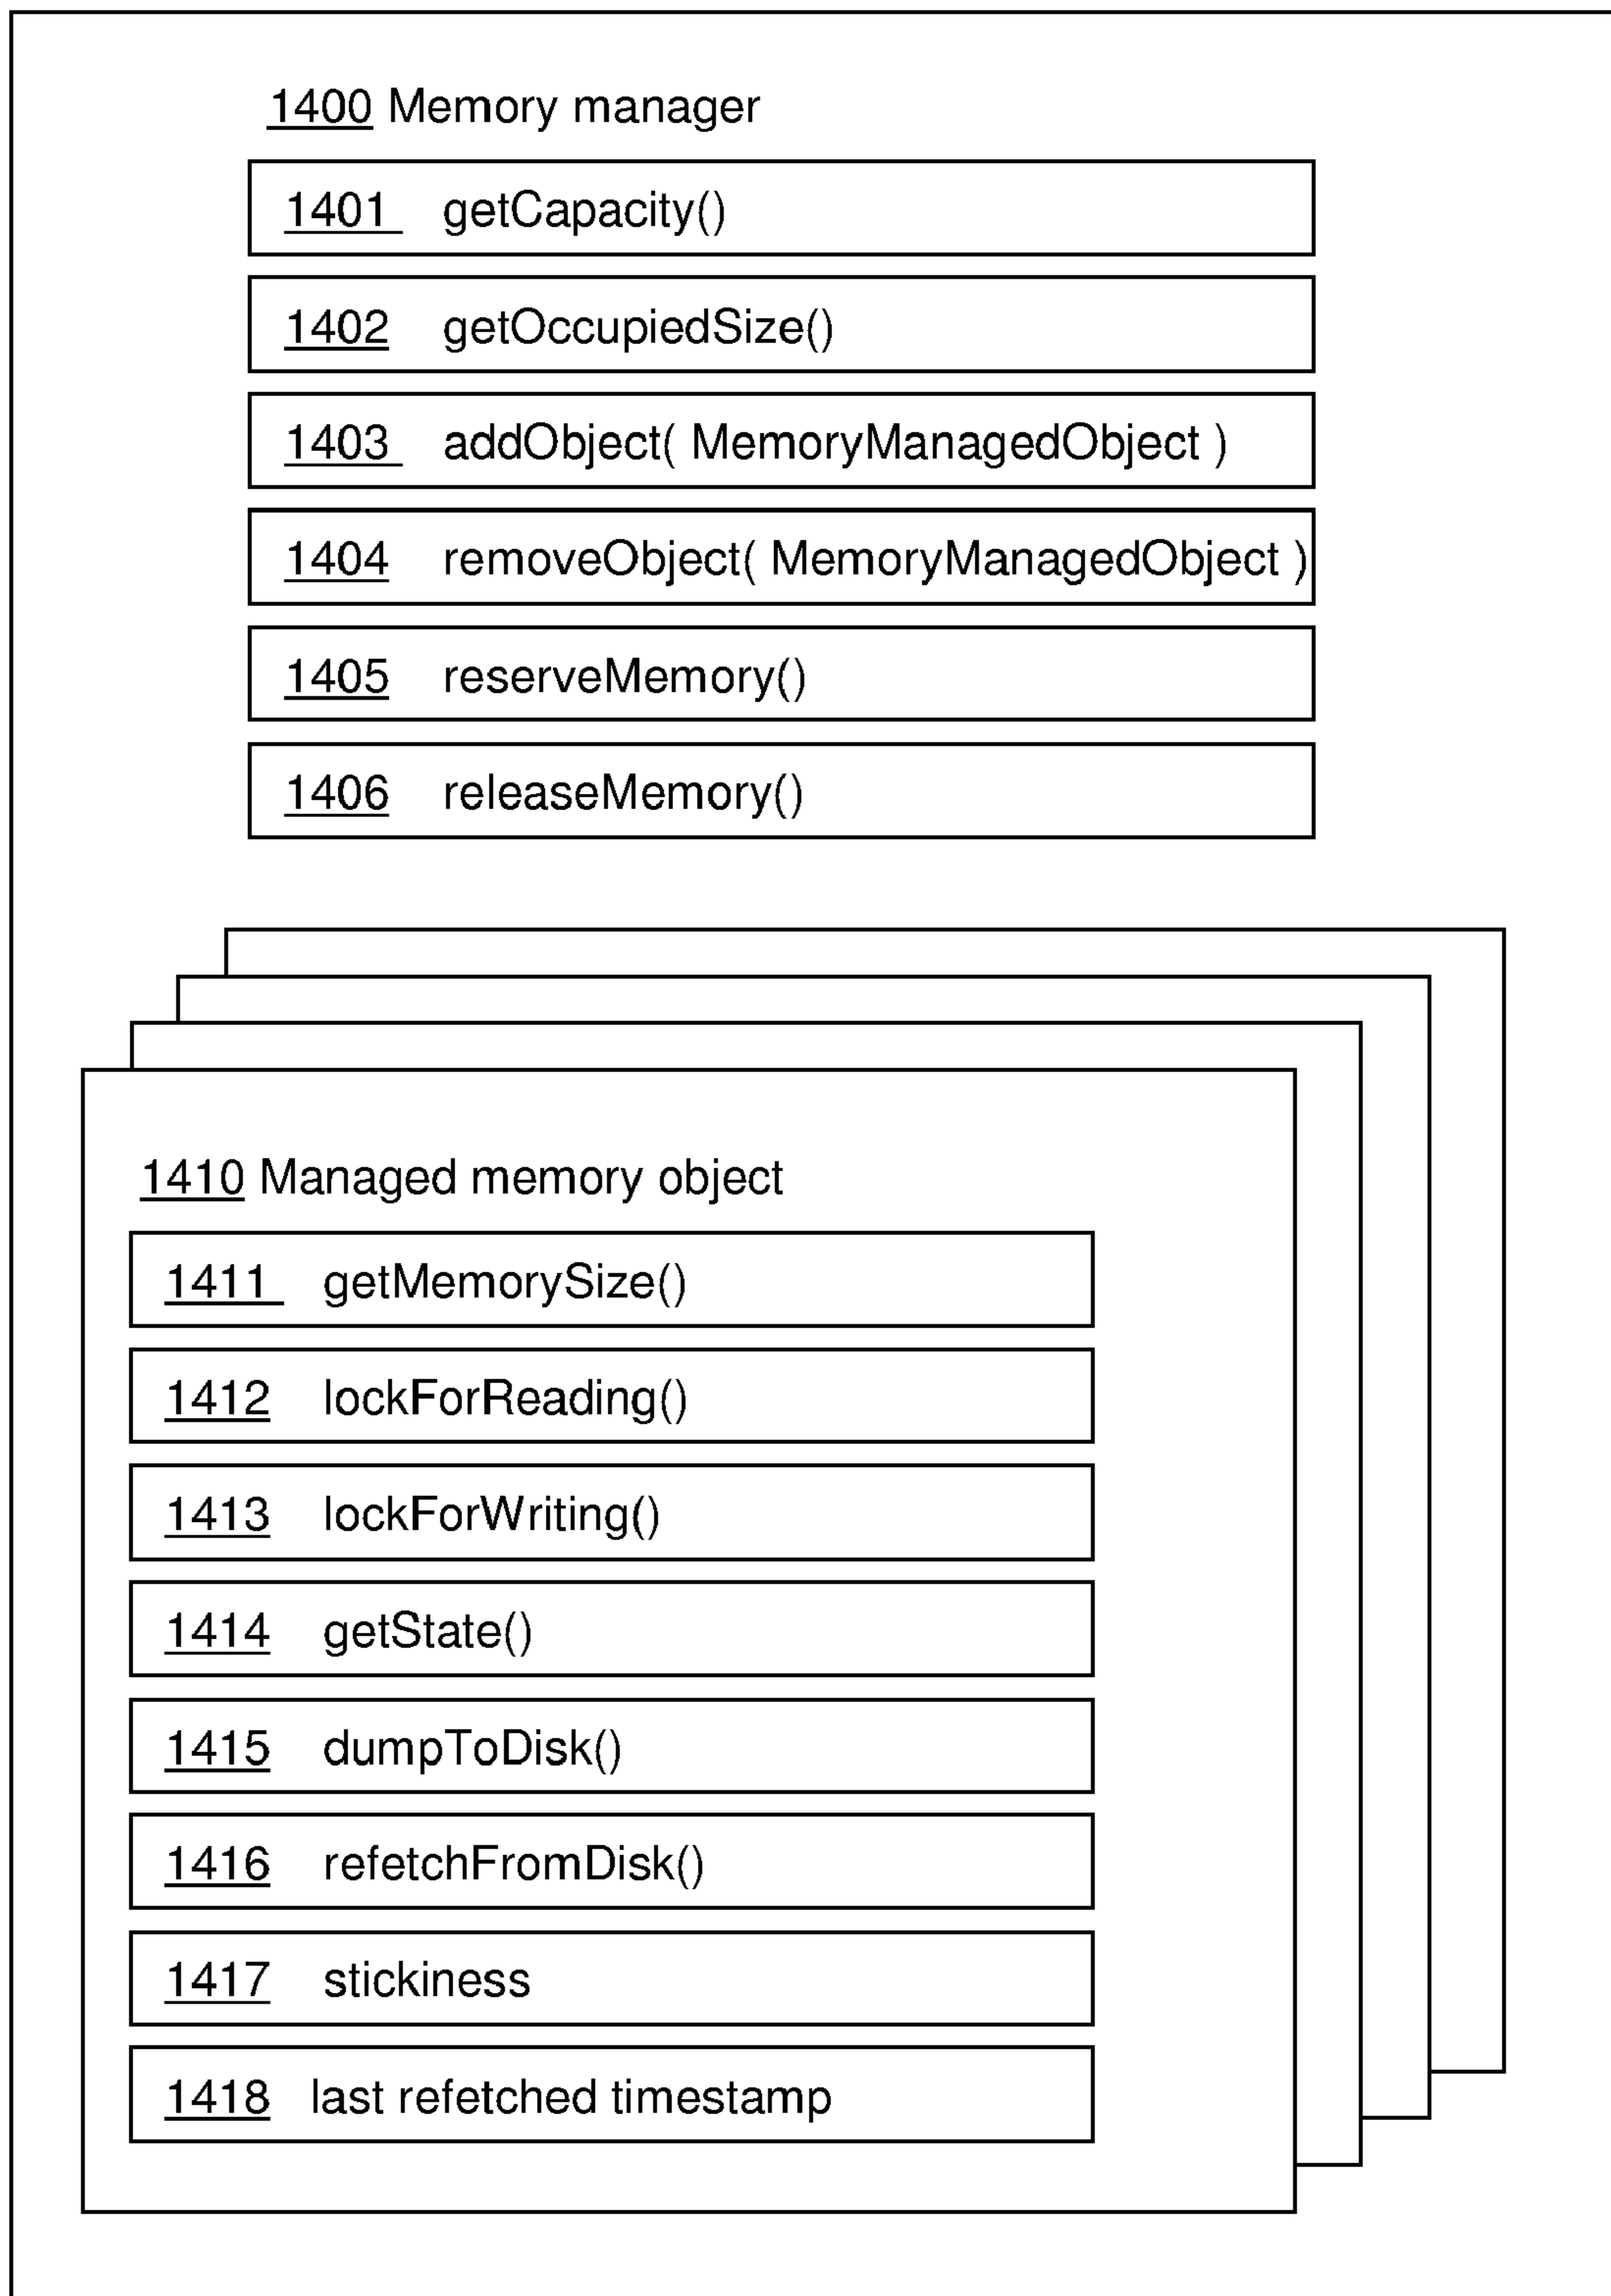 1400 Memory manager
1401 getCapacity()
1402 getOccupiedSize()
1403 addObject( MemoryManagedObject )
1404 removeObject( MemoryManagedObject )
1405 reserveMemory()
1406 releaseMemory()
1410 Managed memory object
1411 getMemorySize()
1412 lockForReading()
1413 lockForWriting()
1414 getState()
1415 dumpToDisk()
1416 refetchFromDisk()
1417 stickiness
1418 last refetched timestamp